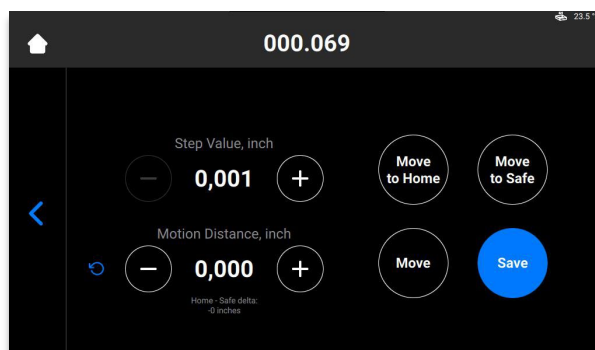 23.5°
000.069
Step Value, inch
0,001
Move
to Home
Move
to Safe
Motion Distance, inch
0,000
Move
Save
Home - Safe delta:
-0 inches